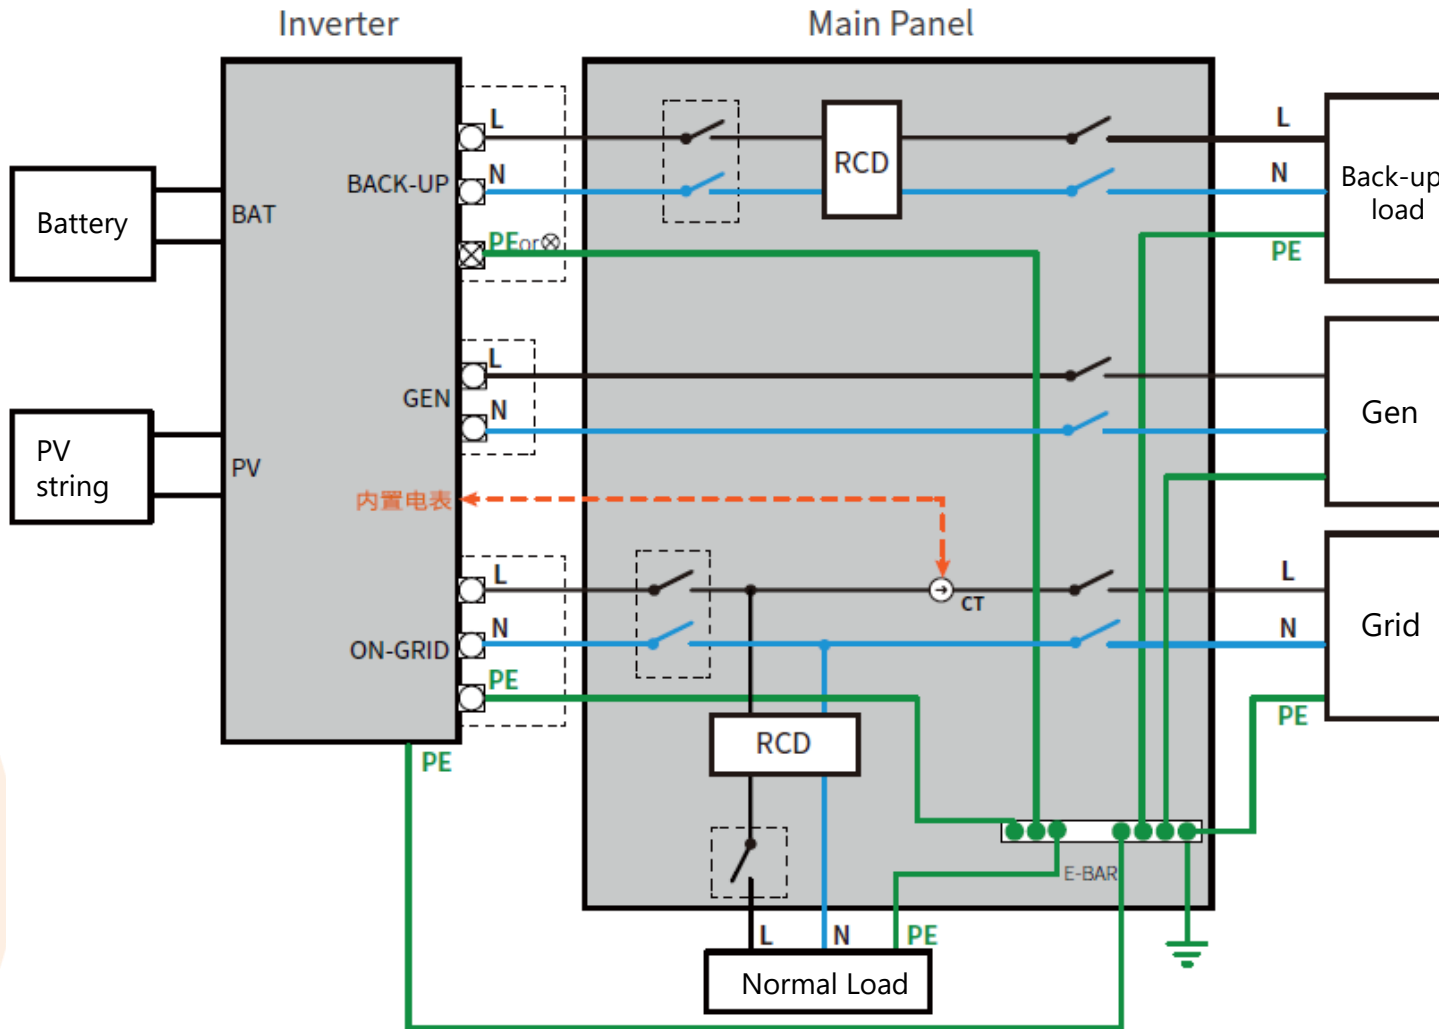 Inverter
Main Panel
L
N
PEor⊗
BACK-UP
BAT
Battery
RCD
L
N
PE
Back-up
load
L
N
GEN
Gen
PV
PV
string
内置电表
L
N
PE
ON-GRID
CT
L
N
PE
Grid
RCD
PE
E-BAR
L
N
PE
Normal Load